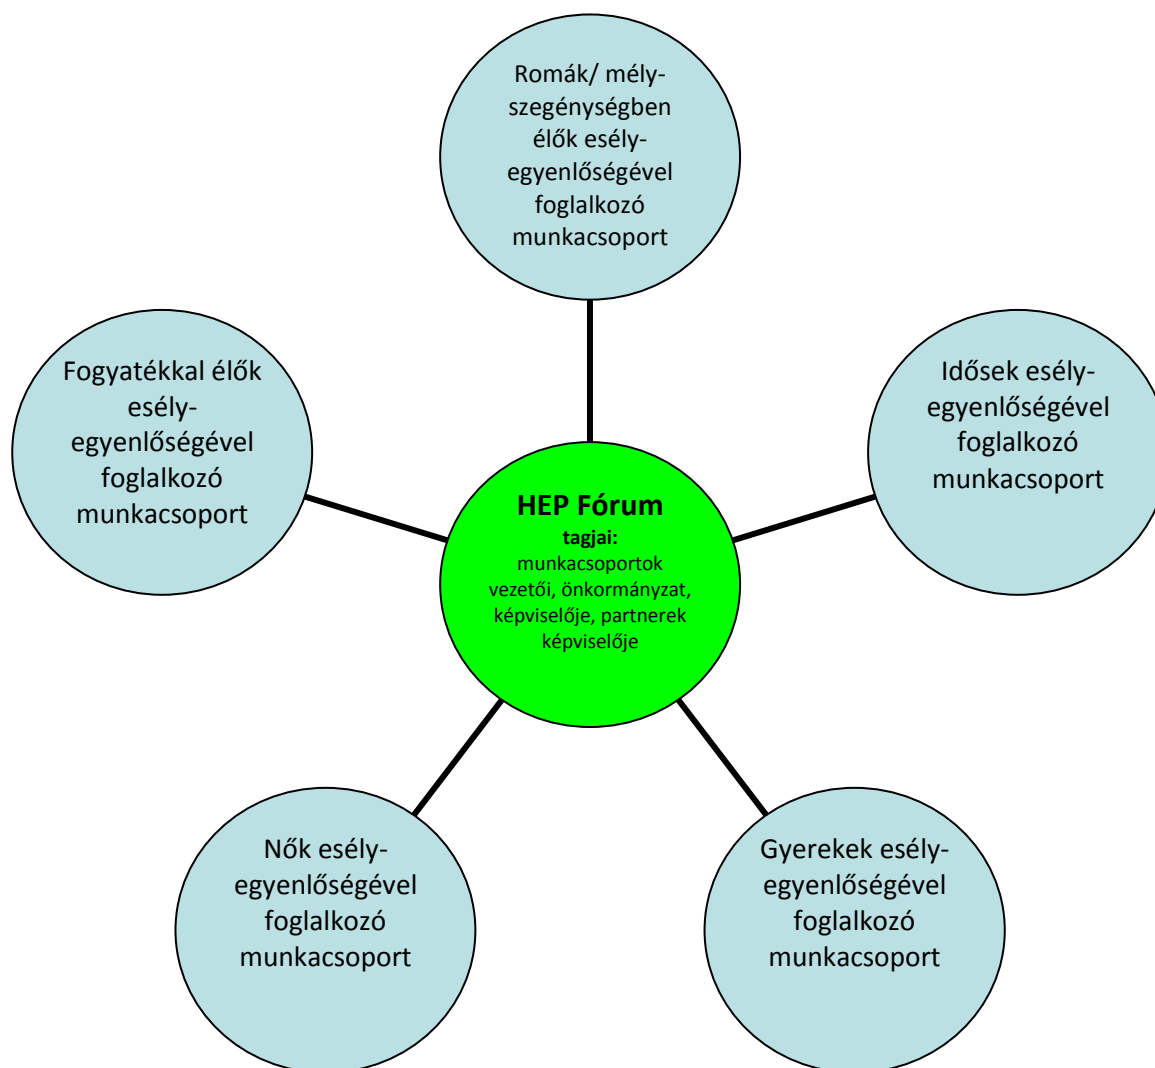 Romák/ mély-
szegénységben
élők esély-
egyenlőségével
foglalkozó
munkacsoport
Fogyatékkal élők
esély-
egyenlőségével
foglalkozó
munkacsoport
Idősek esély-
egyenlőségével
foglalkozó
munkacsoport
HEP Fórum
tagjai:
munkacsoportok
vezetői, önkormányzat,
képviselője, partnerek
képviselője
Nők esély-
egyenlőségével
foglalkozó
munkacsoport
Gyerekek esély-
egyenlőségével
foglalkozó
munkacsoport